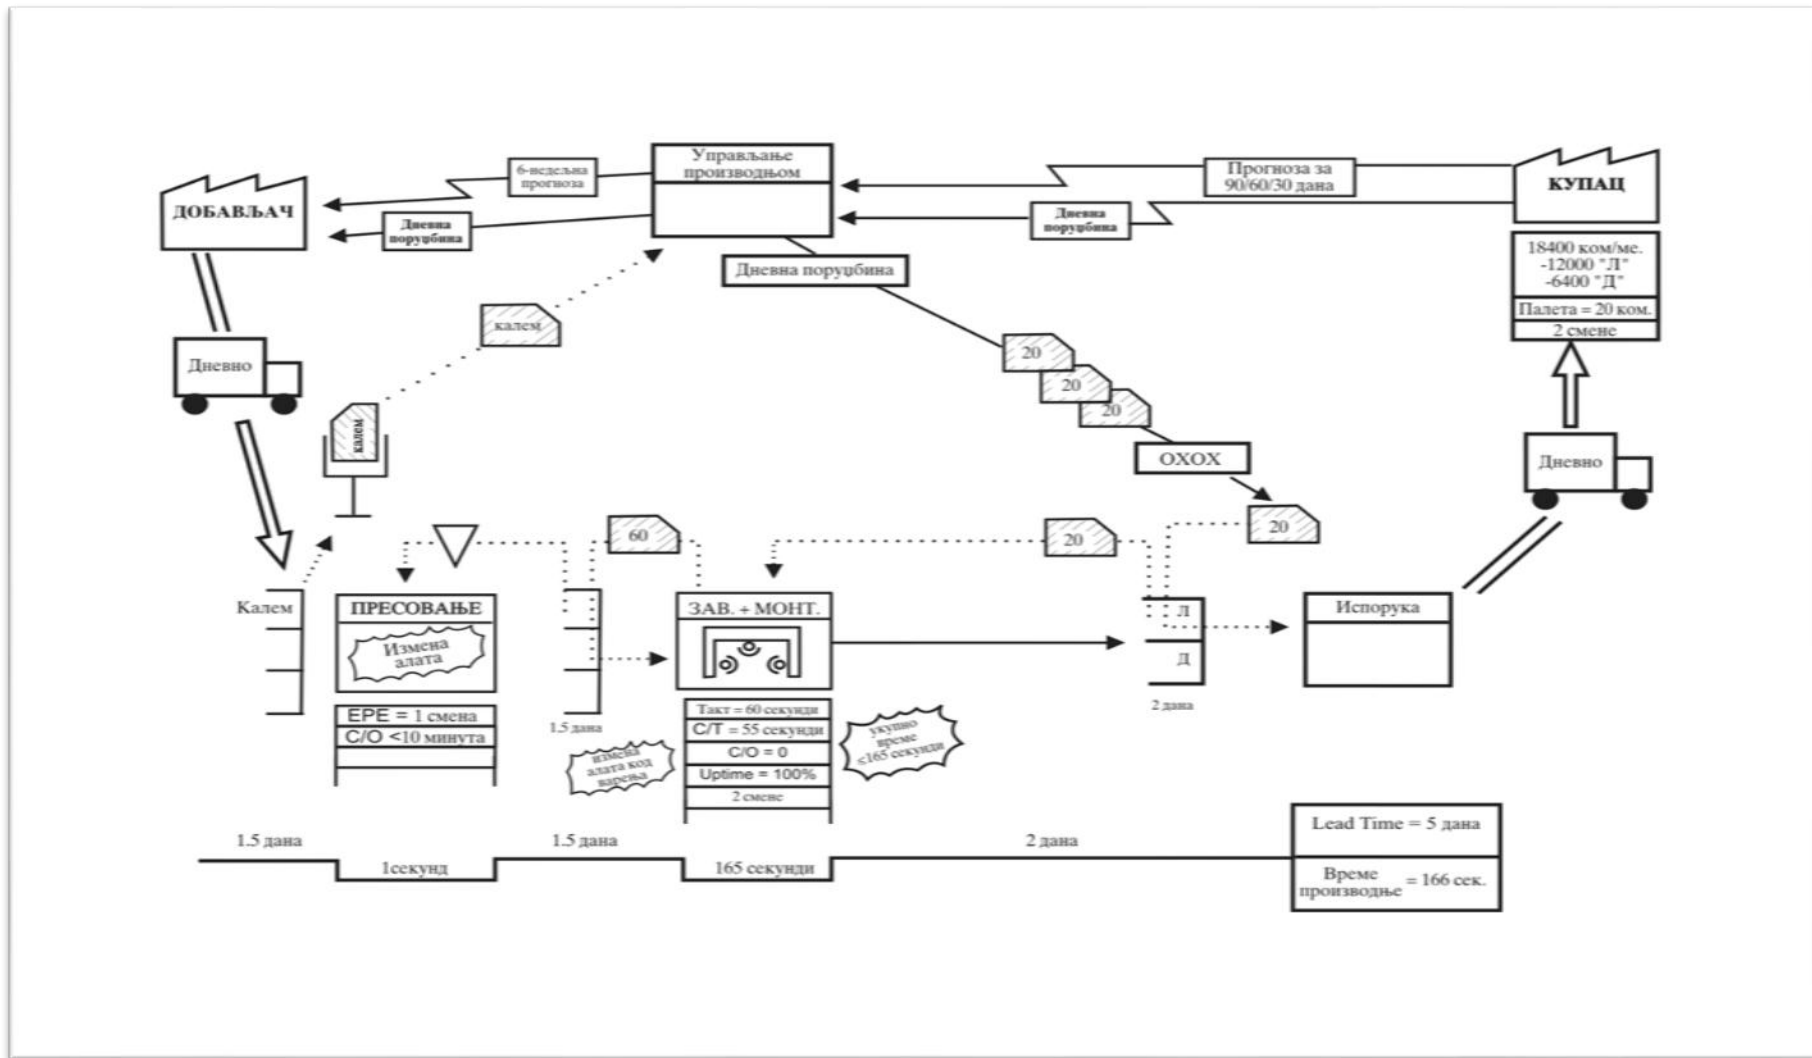 6-недељна
прогноза
Управљање
производњом
Прогноза за
90/60/30 дана
КУПАЦ
ДОБАВЉАЧ
Дневна
поруџбина
Дневна
поруџбина
Дневна поруџбина
18400 ком/ме.
-12000 "Л"
-6400 "Д"
Палета = 20 ком.
2 смене
калем
Дневно
20
20
20
калем
OXOX
Дневно
60
20
20
Калем
ПРЕСОВАЊЕ
Измена
алата
ЗАВ. + МОНТ.
Л
Д
Испорука
EPE = 1 смена
C/O <10 минута
1.5 дана
измена
алата код
варења
Такт = 60 секунди
C/T = 55 секунди
C/O = 0
Uptime = 100%
2 смене
укупно
време
≤165 секунди
2 дана
1.5 дана
1секунд
1.5 дана
165 секунди
2 дана
Lead Time = 5 дана
Време
производње = 166 сек.